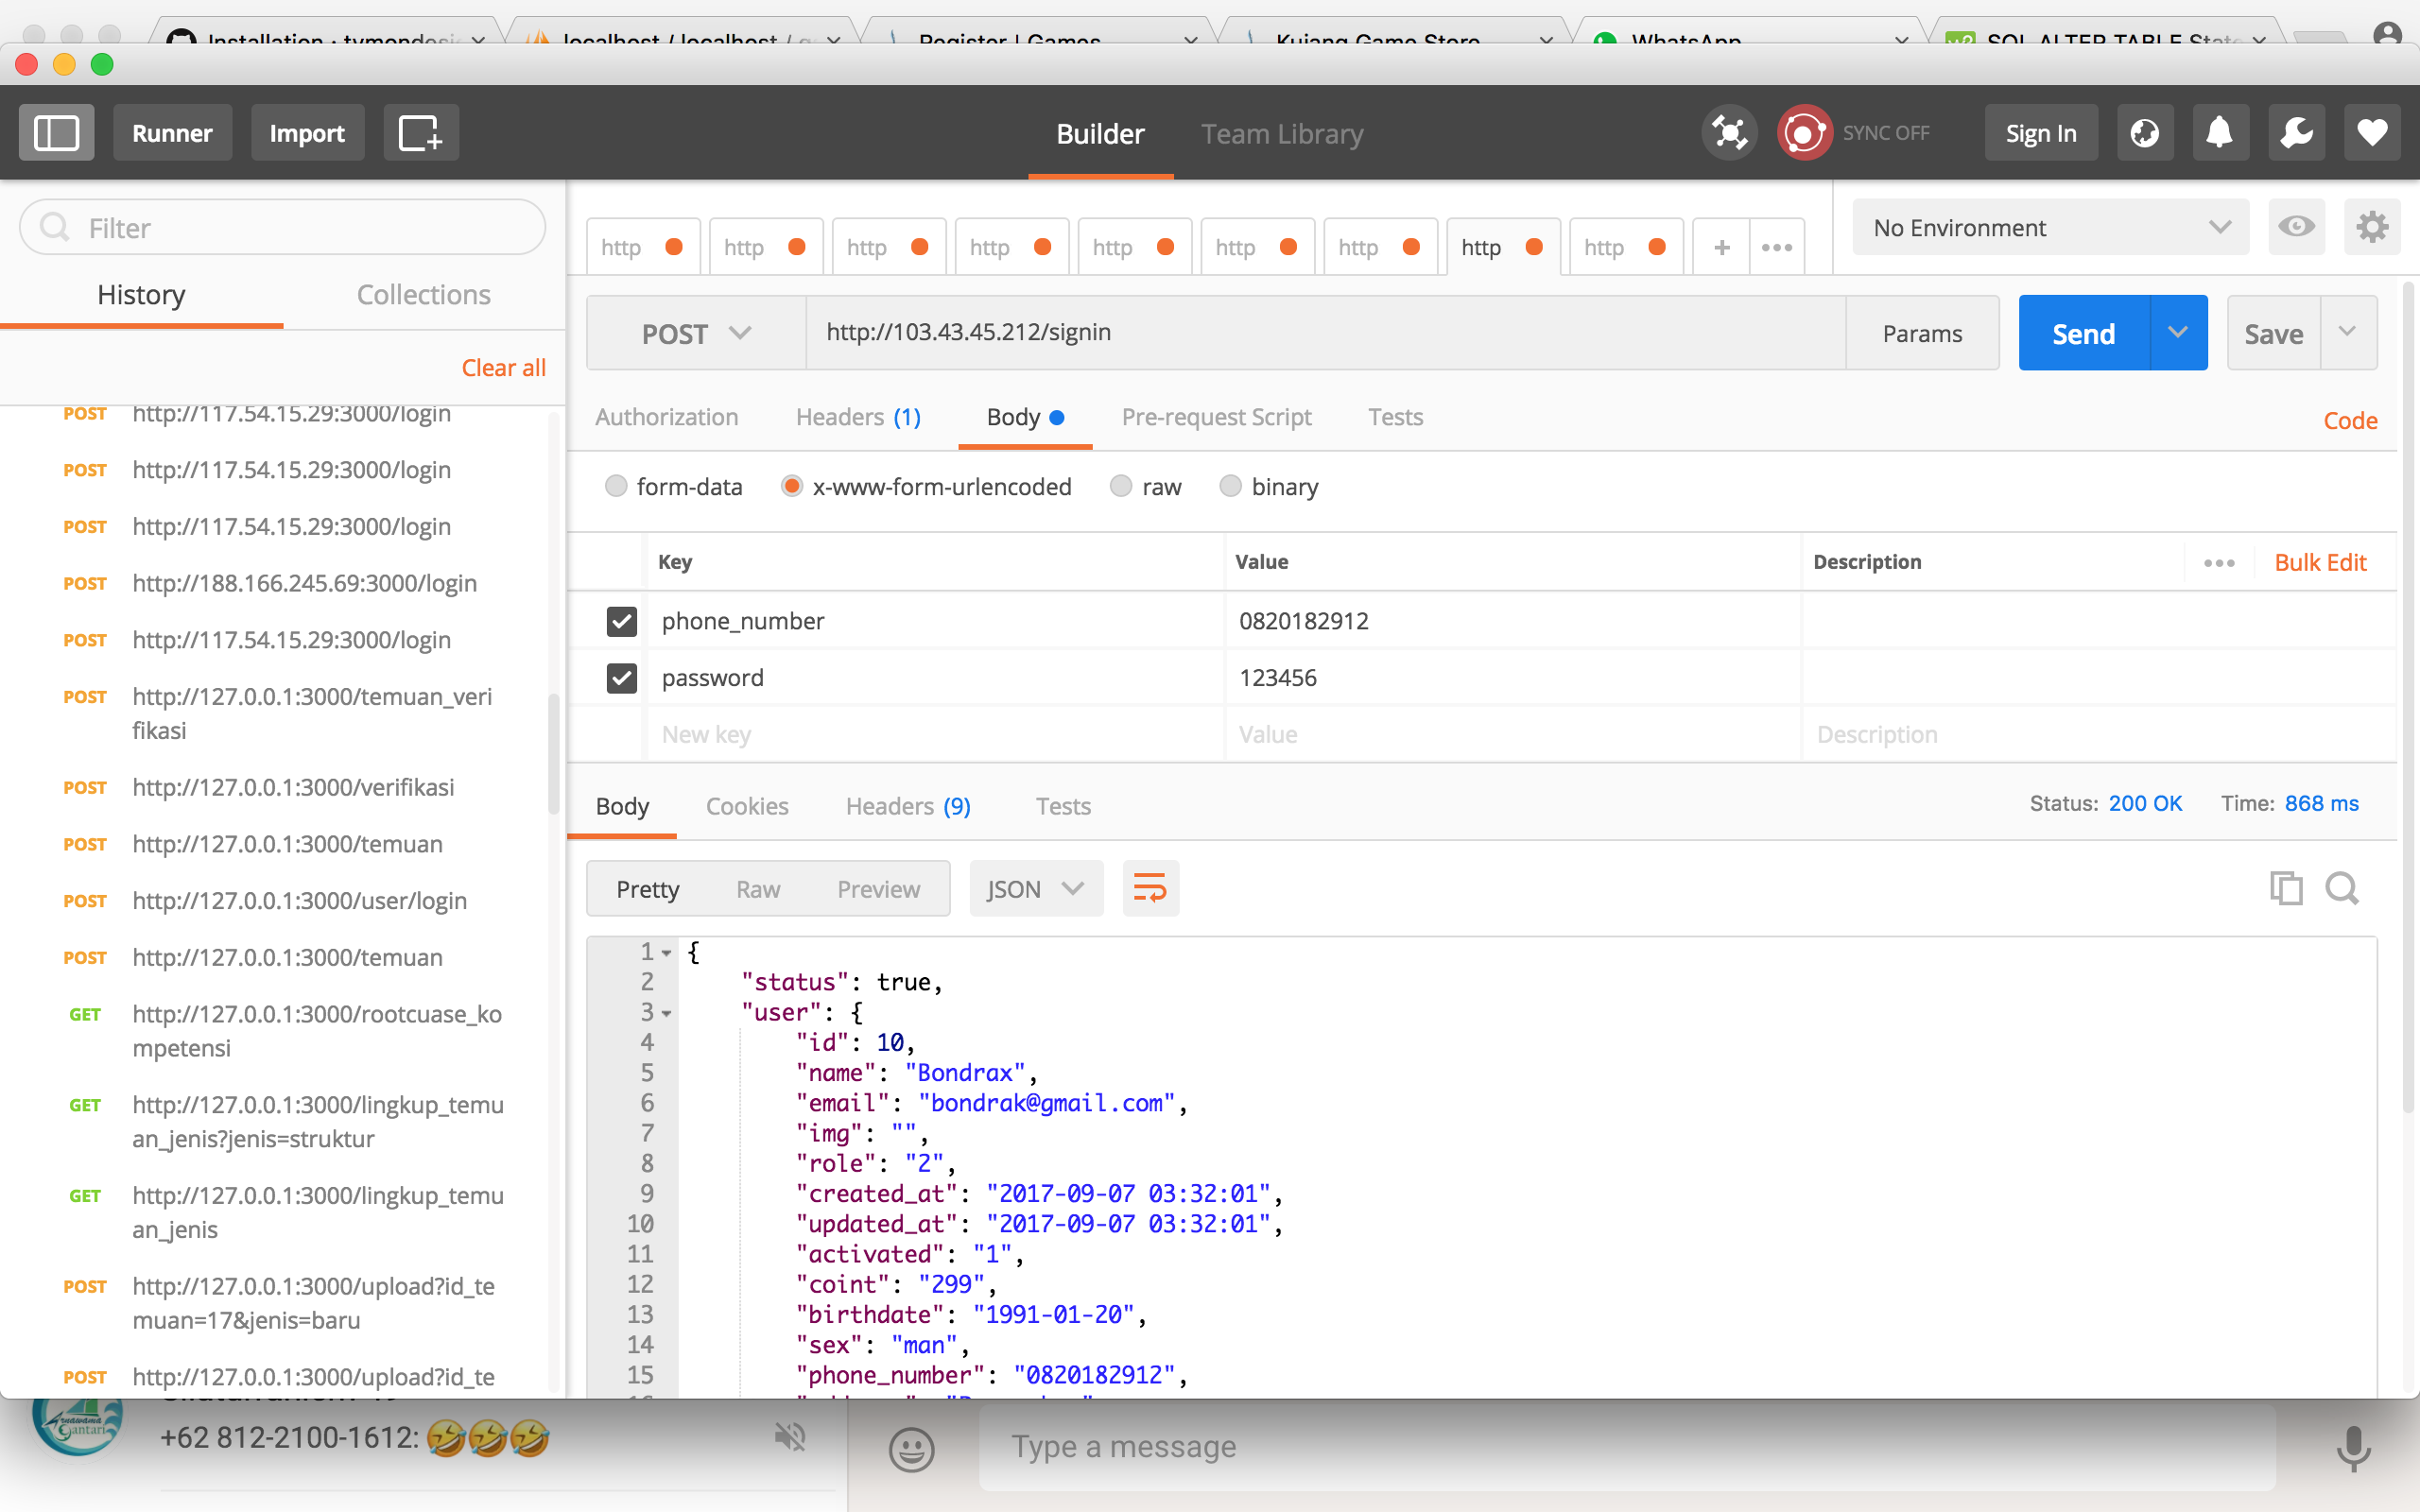 Installation · tymondesi
localhost / localhost / g
Register | Games
Kujang Game Store
WhatsApp
w3 SQL ALTER TABLE State
Runner
Import
Builder
Team Library
SYNC OFF
Sign In
Filter
History
Collections
Clear all
POST http://117.54.15.29:3000/login
POST http://117.54.15.29:3000/login
POST http://117.54.15.29:3000/login
POST http://188.166.245.69:3000/login
POST http://117.54.15.29:3000/login
POST http://127.0.0.1:3000/temuan_veri
fikasi
POST http://127.0.0.1:3000/verifikasi
POST http://127.0.0.1:3000/temuan
POST http://127.0.0.1:3000/user/login
POST http://127.0.0.1:3000/temuan
GET http://127.0.0.1:3000/rootcuase_ko
mpetensi
GET http://127.0.0.1:3000/lingkup_temu
an_jenis?jenis=struktur
GET http://127.0.0.1:3000/lingkup_temu
an_jenis
POST http://127.0.0.1:3000/upload?id_te
muan=17&jenis=baru
POST http://127.0.0.1:3000/upload?id_te
http http http http http http http http http + •••
No Environment
POST http://103.43.45.212/signin Params
Send
Save
Authorization Headers (1) Body Pre-request Script Tests
Code
form-data x-www-form-urlencoded raw binary
Key Value Description ••• Bulk Edit
phone_number 0820182912
password 123456
New key Value Description
Body Cookies Headers (9) Tests
Status: 200 OK Time: 868 ms
Pretty Raw Preview JSON
1 {
2 "status": true,
3 "user": {
4 "id": 10,
5 "name": "Bondrax",
6 "email": "bondrak@gmail.com",
7 "img": "",
8 "role": "2",
9 "created_at": "2017-09-07 03:32:01",
10 "updated_at": "2017-09-07 03:32:01",
11 "activated": "1",
12 "coint": "299",
13 "birthdate": "1991-01-20",
14 "sex": "man",
15 "phone_number": "0820182912",
+62 812-2100-1612: 🤣🤣🤣
Type a message